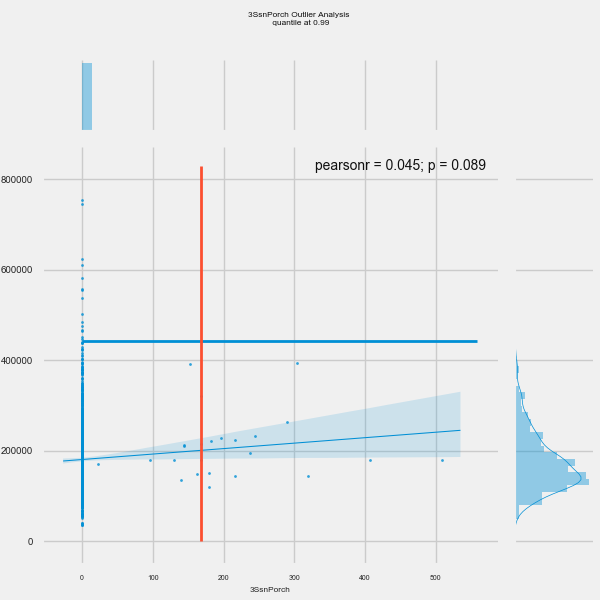 3SsnPorch Outlier Analysis
quantile at 0.99
pearsonr = 0.045; p = 0.089
800000
600000
400000
200000
0
0 100 200 300 400 500
3SsnPorch